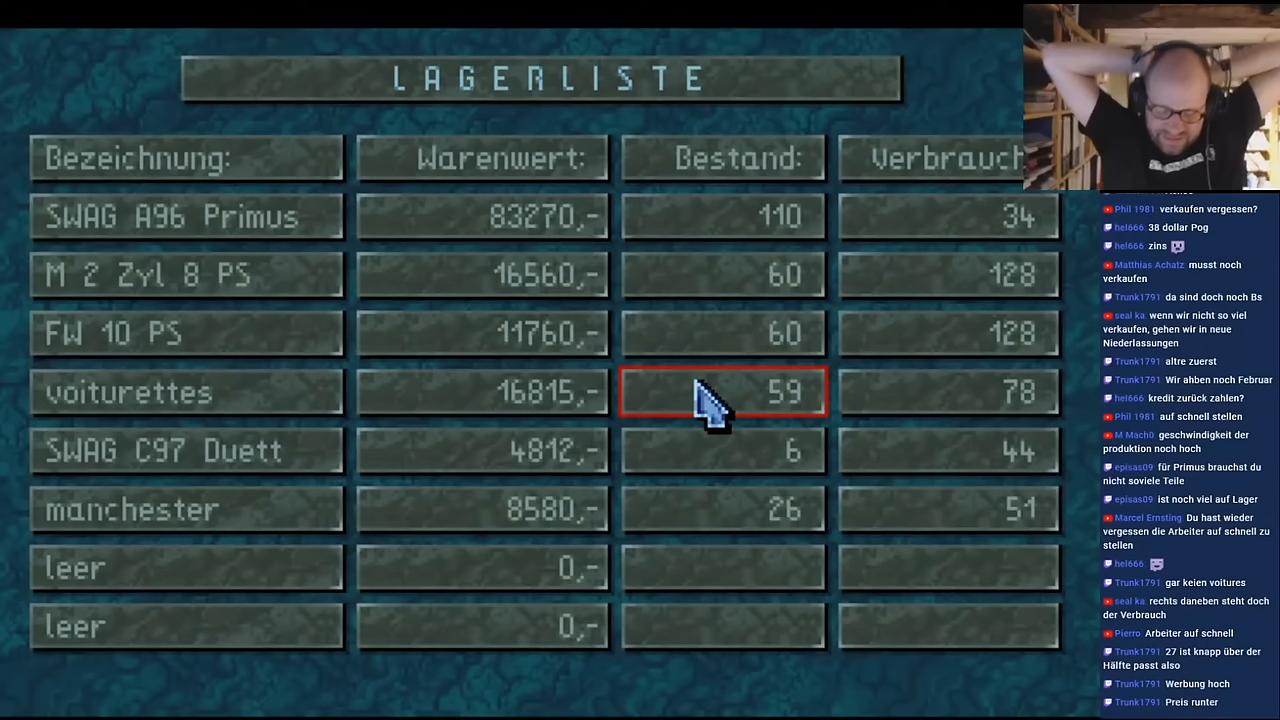 LAGERLISTE
Bezeichnung: Warenwert: Bestand: Verbrauch
SWAG A96 Primus 83270,- 110 34
M 2 Zyl 8 PS 16560,- 60 128
FW 10 PS 11760,- 60 128
voiturettes 16815,- 59 78
SWAG C97 Duett 4812,- 6 44
manchester 8580,- 26 51
leer 0,-
leer 0,-
Phil 1981 verkaufen vergessen?
hel666 38 dollar Pog
hel666 zins
Matthias Achatz musst noch
verkaufen
Trunk1791 da sind doch noch Bs
seal ka wenn wir nicht so viel
verkaufen, gehen wir in neue
Niederlassungen
Trunk1791 altre zuerst
Trunk1791 Wir ahben noch Februar
hel666 kredit zurück zahlen?
Phil 1981 auf schnell stellen
M Mach0 geschwindigkeit der
produktion noch hoch
episas09 für Primus brauchst du
nicht soviele Teile
episas09 ist noch viel auf Lager
Marcel Ernsting Du hast wieder
vergessen die Arbeiter auf schnell zu
stellen
hel666
Trunk1791 gar keien voitures
seal ka rechts daneben steht doch
der Verbrauch
Pierro Arbeiter auf schnell
Trunk1791 27 ist knapp über der
Hälfte passt also
Trunk1791 Werbung hoch
Trunk1791 Preis runter